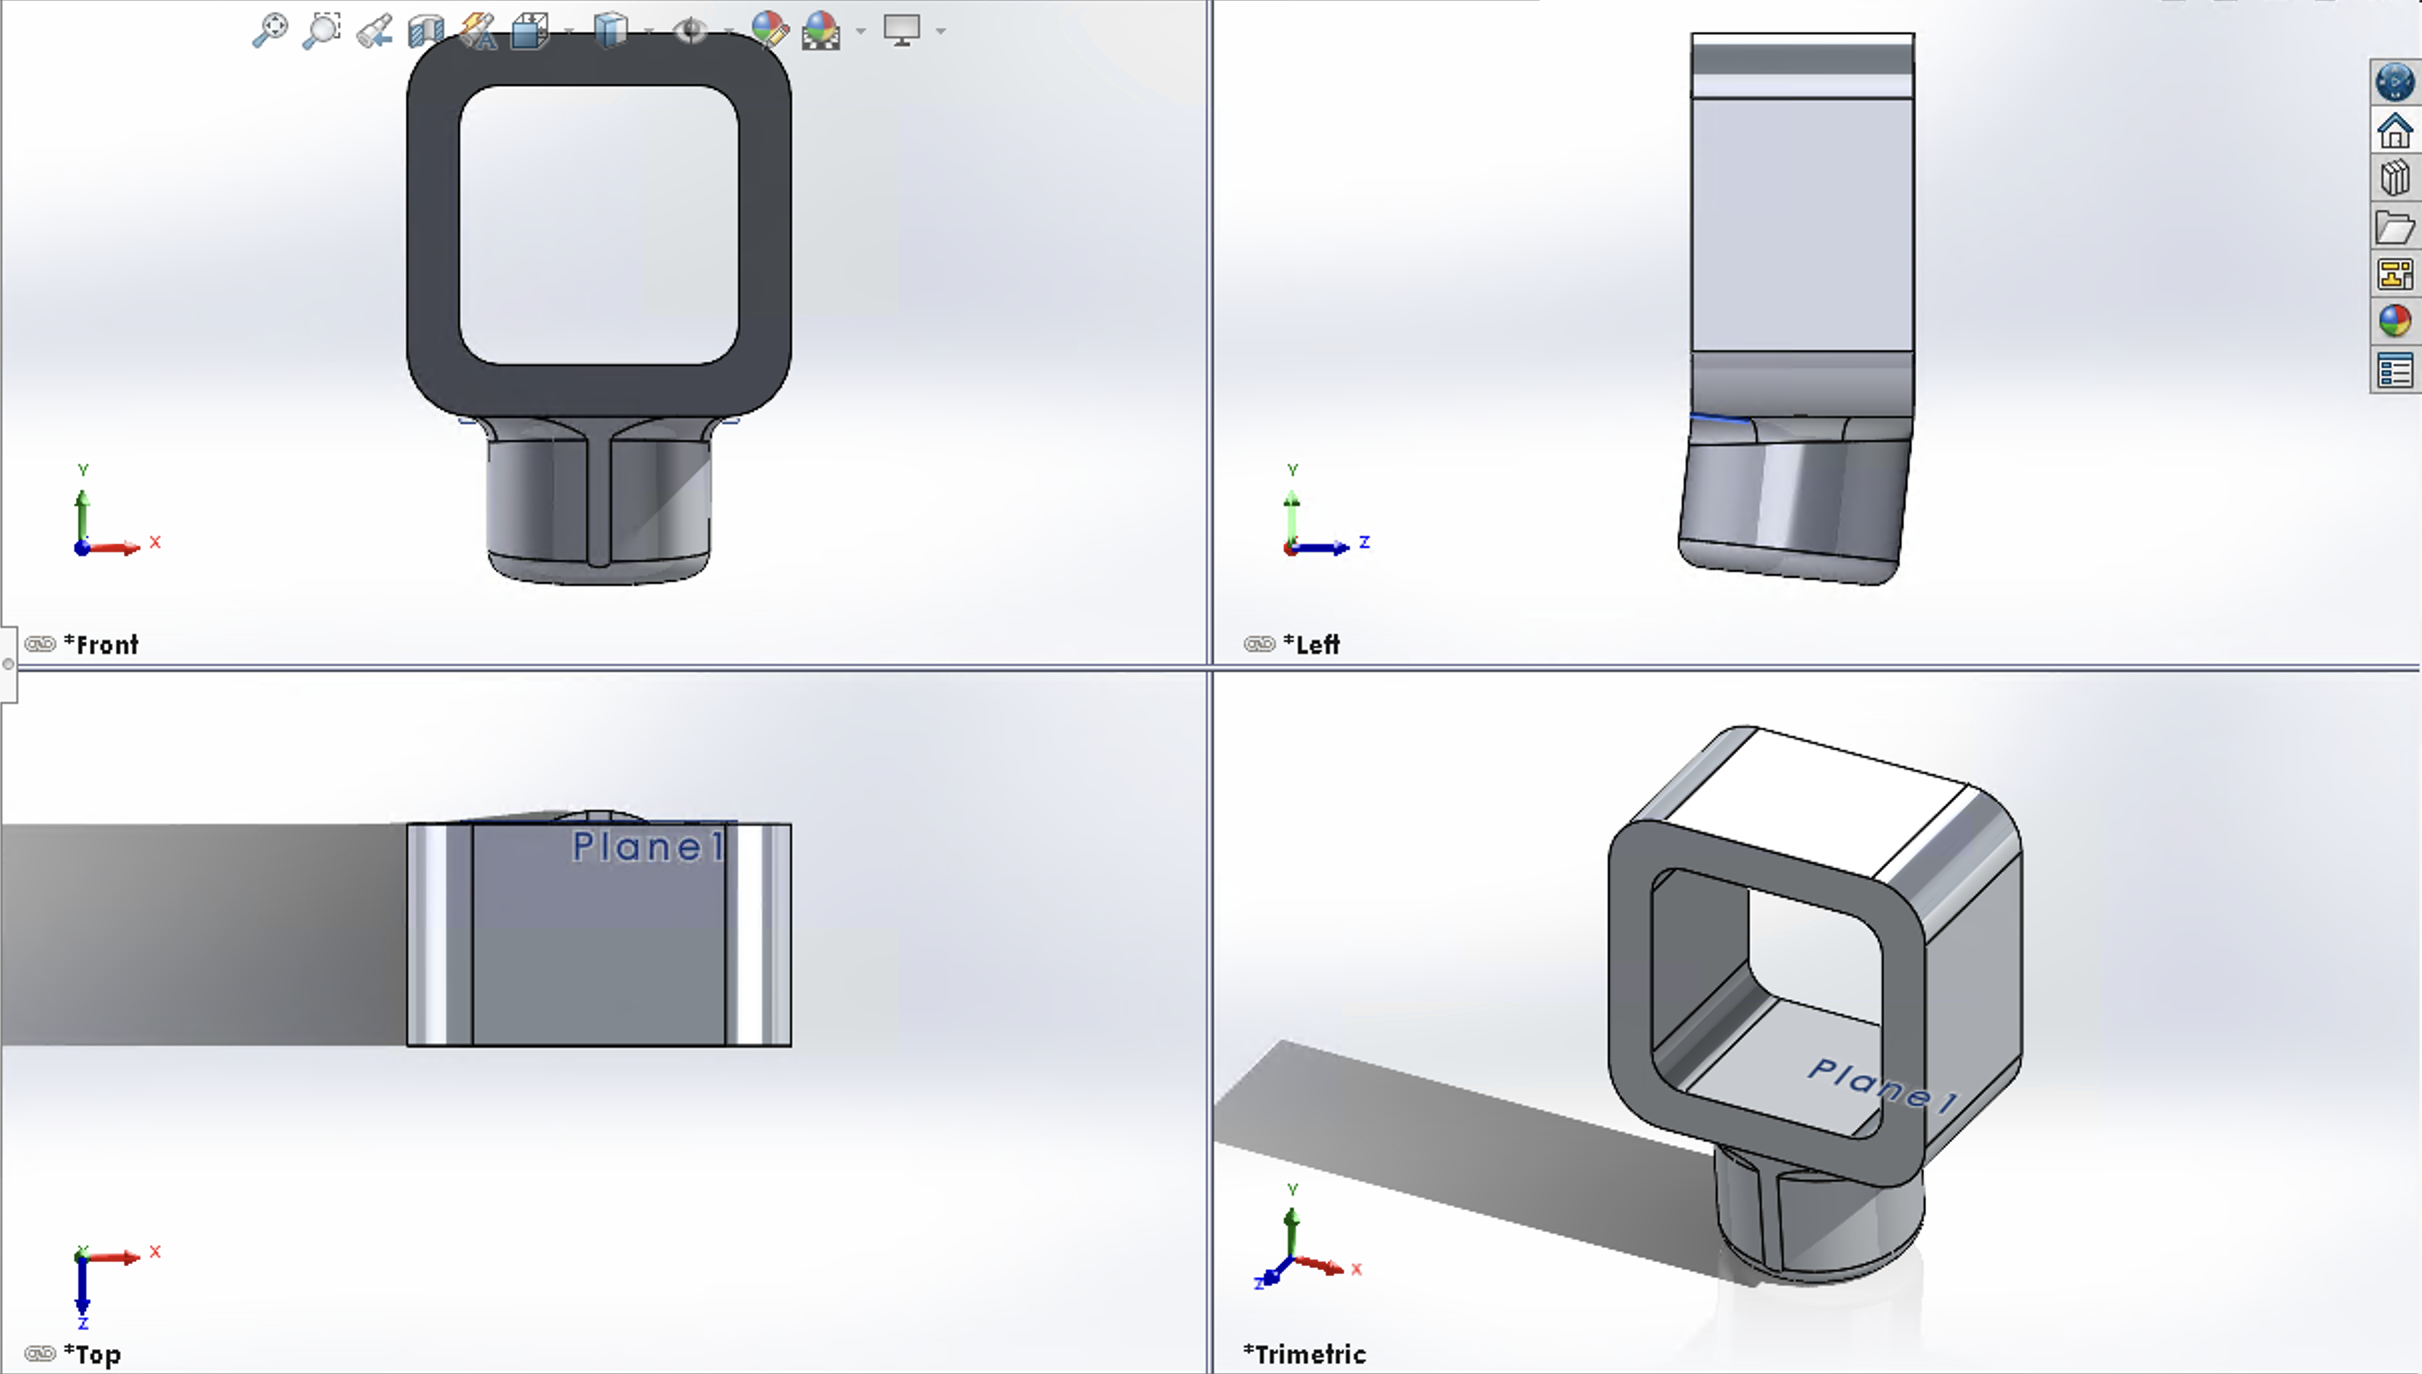 Y
X
*Front
Y
Z
*Left
Plane1
Y
X
Z
*Top
Plane1
Y
X
Z
*Trimetric